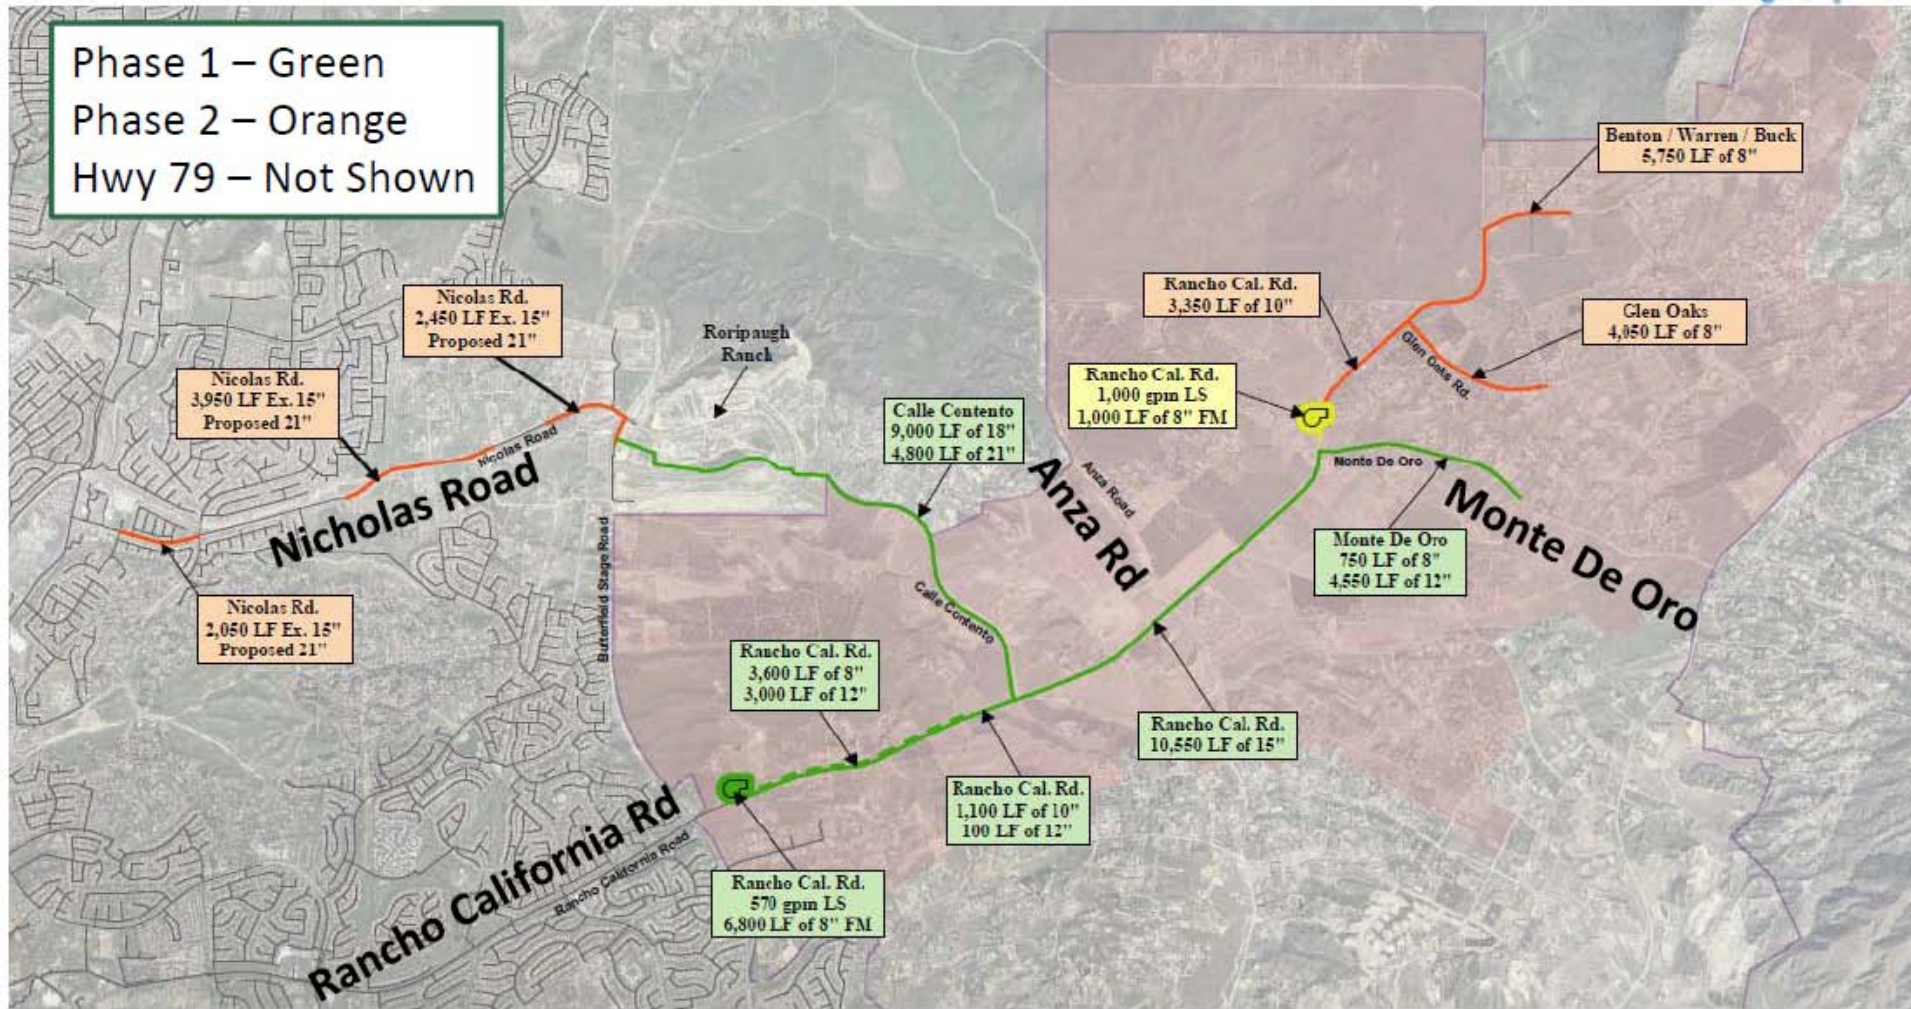 Phase 1 – Green
Phase 2 – Orange
Hwy 79 – Not Shown
Benton / Warren / Buck
5,750 LF of 8"
Rancho Cal. Rd.
3,350 LF of 10"
Glen Oaks
4,050 LF of 8"
Glen Oaks Rd.
Nicolas Rd.
2,450 LF Ex. 15"
Proposed 21"
Roripaugh
Ranch
Nicolas Rd.
3,950 LF Ex. 15"
Proposed 21"
Rancho Cal. Rd.
1,000 gpm LS
1,000 LF of 8" FM
Calle Contento
9,000 LF of 18"
4,800 LF of 21"
Nicolas Road
Nicholas Road
Anza Road
Anza Rd
Monte De Oro
Monte De Oro
Monte De Oro
750 LF of 8"
4,550 LF of 12"
Butterfield Stage Road
Calle Contento
Nicolas Rd.
2,050 LF Ex. 15"
Proposed 21"
Rancho Cal. Rd.
3,600 LF of 8"
3,000 LF of 12"
Rancho Cal. Rd.
10,550 LF of 15"
Rancho Cal. Rd.
1,100 LF of 10"
100 LF of 12"
Rancho California Rd
Rancho California Road
Rancho Cal. Rd.
570 gpm LS
6,800 LF of 8" FM